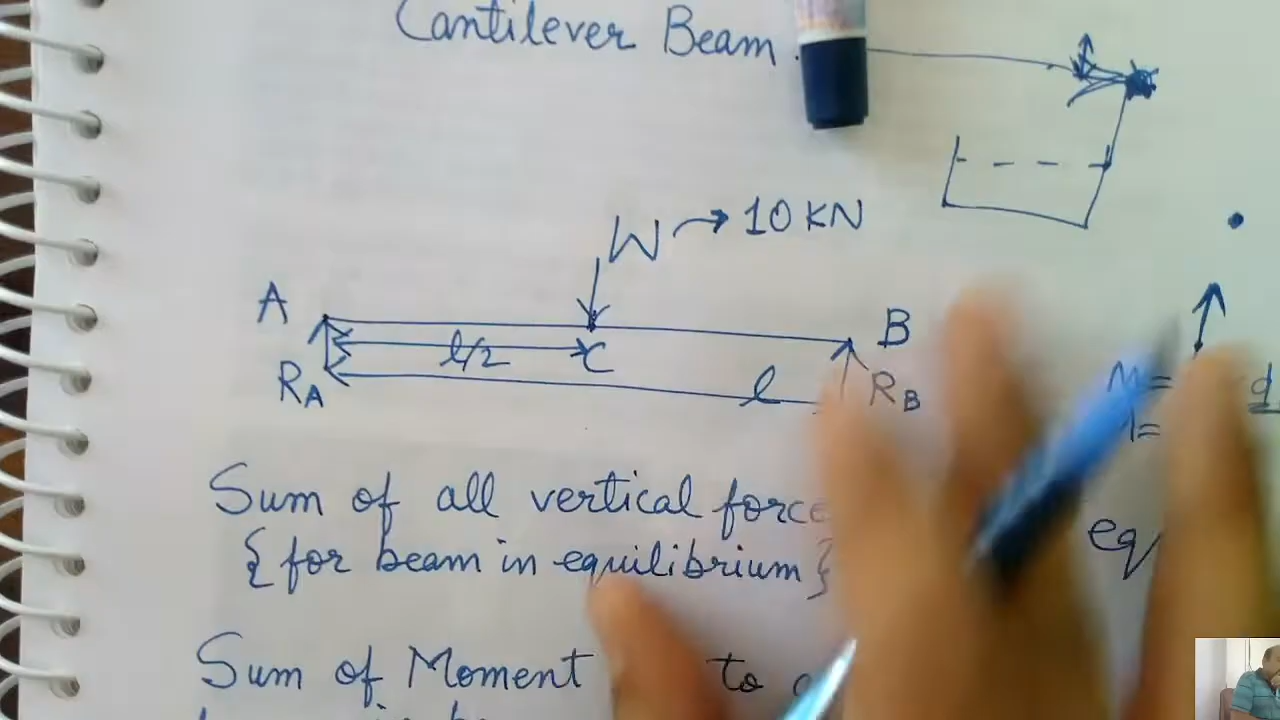 Cantilever Beam.
W → 10 KN
A
B
l/2
C
RA
l
RB
Sum of all vertical
{for beam in equilibrium}
Sum of Moment to